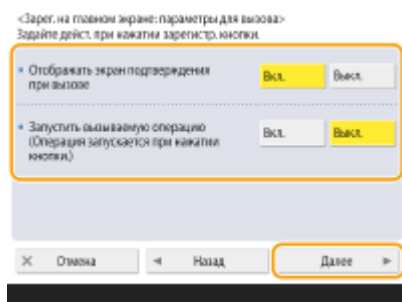 <Зарег. на главном экране: параметры для вызова>
Задайте дейст. при нажатии зарегистр. кнопки.
• Отображать экран подтверждения
при вызове
Вкл.
Выкл.
• Запустить вызываемую операцию
(Операция запускается при нажатии
кнопки.)
Вкл.
Выкл.
× Отмена
◄ Назад
Далее ►